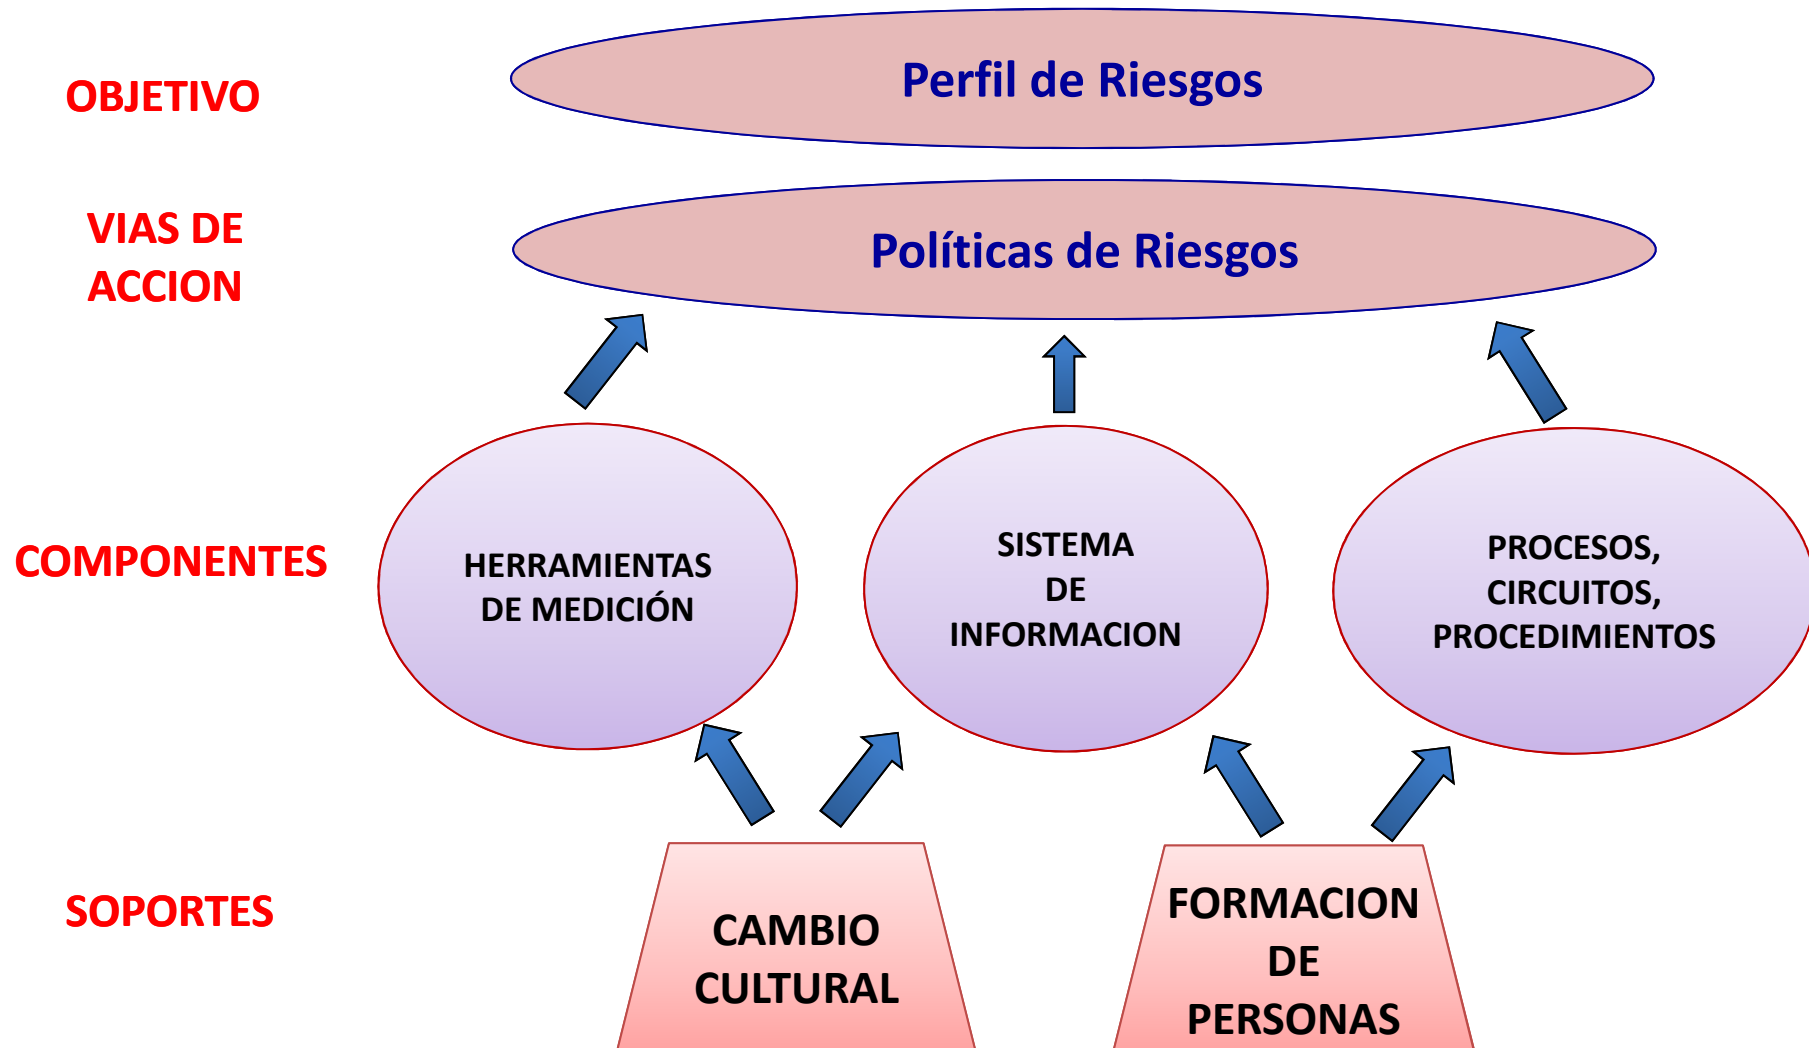 OBJETIVO
Perfil de Riesgos
VIAS DE
ACCION
Políticas de Riesgos
COMPONENTES
HERRAMIENTAS
DE MEDICIÓN
SISTEMA
DE
INFORMACION
PROCESOS,
CIRCUITOS,
PROCEDIMIENTOS
SOPORTES
CAMBIO
CULTURAL
FORMACION
DE
PERSONAS